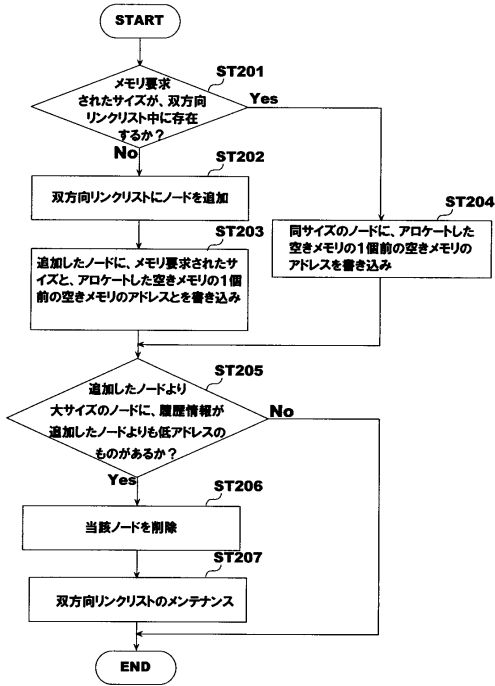 START
ST201
メモリ要求
されたサイズが、双方向
リンクリスト中に存在
するか?
Yes
No
ST202
双方向リンクリストにノードを追加
ST204
同サイズのノードに、アロケートした
空きメモリの1個前の空きメモリの
アドレスを書き込み
ST203
追加したノードに、メモリ要求されたサ
イズと、アロケートした空きメモリの1個
前の空きメモリのアドレスとを書き込み
ST205
追加したノードより
大サイズのノードに、履歴情報が
追加したノードよりも低アドレスの
ものがあるか?
No
Yes
ST206
当該ノードを削除
ST207
双方向リンクリストのメンテナンス
END